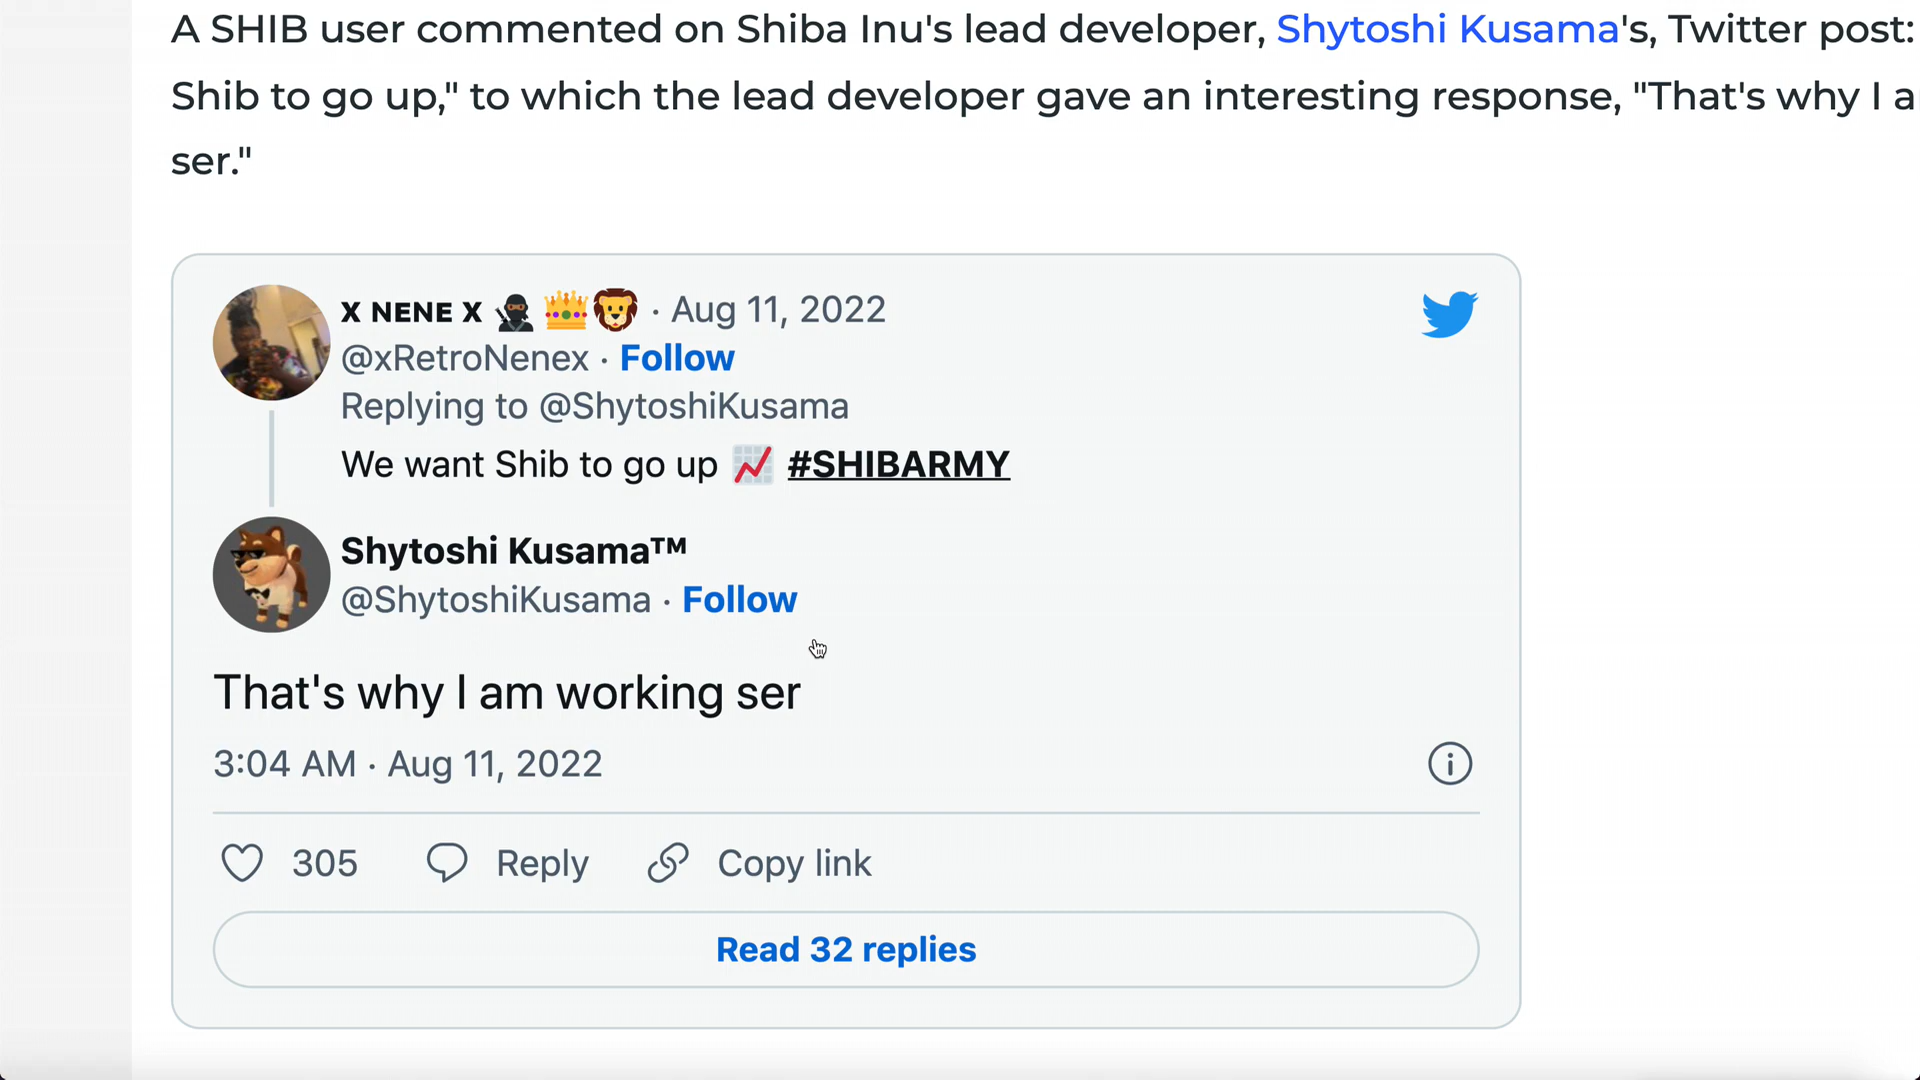 A SHIB user commented on Shiba Inu's lead developer, Shytoshi Kusama's, Twitter post:
Shib to go up," to which the lead developer gave an interesting response, "That's why I a
ser."
X NENE X 🥷👑🦁 · Aug 11, 2022
@xRetroNenex · Follow
Replying to @ShytoshiKusama
We want Shib to go up 📈 #SHIBARMY
Shytoshi Kusama™
@ShytoshiKusama · Follow
That's why I am working ser
3:04 AM · Aug 11, 2022
305 Reply Copy link
Read 32 replies